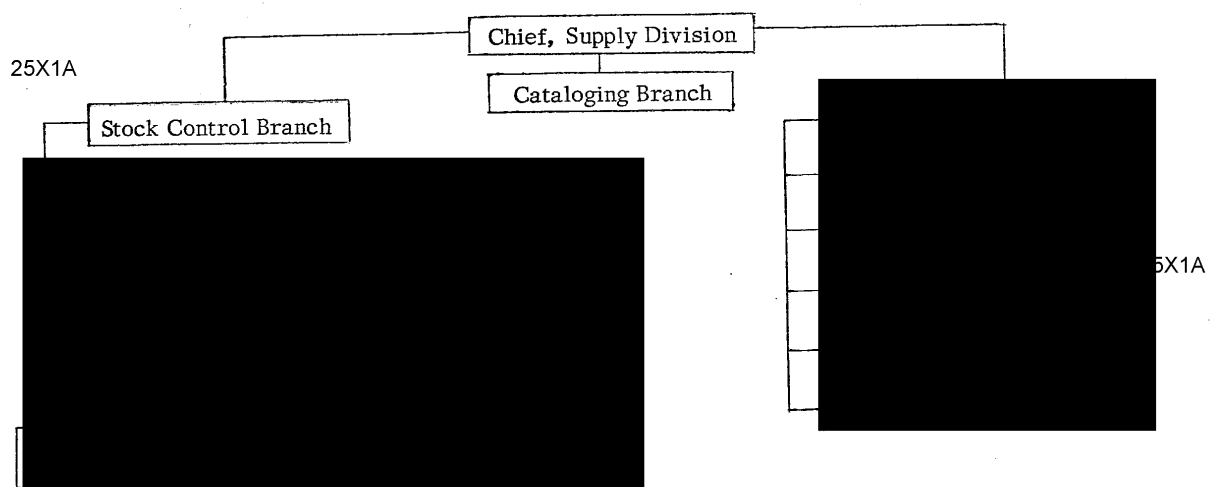 Chief, Supply Division
25X1A
Cataloging Branch
Stock Control Branch
5X1A